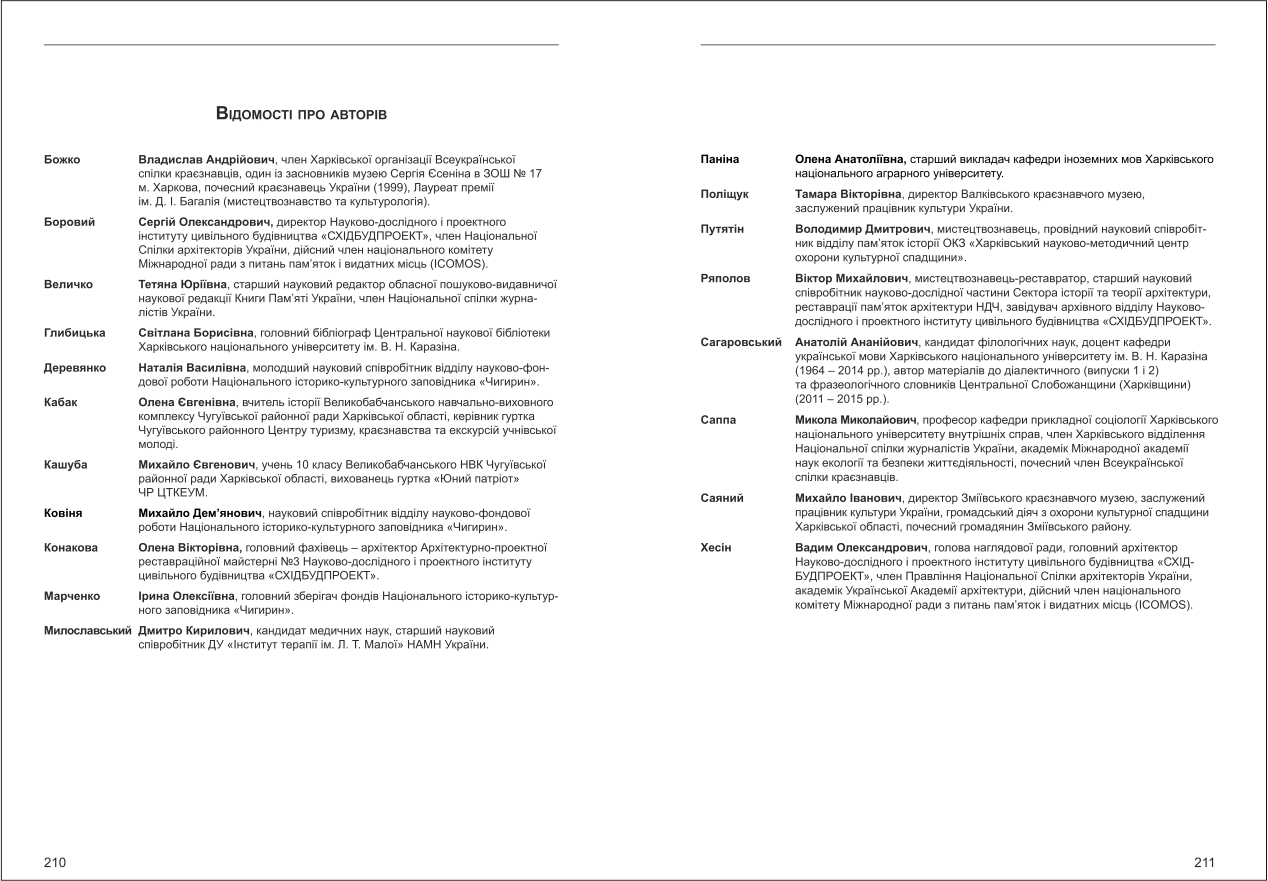 Відомості про авторів
Божко Владислав Андрійович, член Харківської організації Всеукраїнської
спілки краєзнавців, один із засновників музею Сергія Єсеніна в ЗОШ № 17
м. Харкова, почесний краєзнавець України (1999), Лауреат премії
ім. Д. І. Багалія (мистецтвознавство та культурологія).
Боровий Сергій Олександрович, директор Науково-дослідного і проектного
інституту цивільного будівництва «СХІДБУДПРОЕКТ», член Національної
Спілки архітекторів України, дійсний член національного комітету
Міжнародної ради з питань пам’яток і видатних місць (ICOMOS).
Величко Тетяна Юріївна, старший науковий редактор обласної пошуково-видавничої
наукової редакції Книги Пам’яті України, член Національної спілки журна-
лістів України.
Глибицька Світлана Борисівна, головний бібліограф Центральної наукової бібліотеки
Харківського національного університету ім. В. Н. Каразіна.
Деревянко Наталія Василівна, молодший науковий співробітник відділу науково-фон-
дової роботи Національного історико-культурного заповідника «Чигирин».
Кабак Олена Євгенівна, вчитель історії Великобабчанського навчально-виховного
комплексу Чугуївської районної ради Харківської області, керівник гуртка
Чугуївського районного Центру туризму, краєзнавства та екскурсій учнівської
молоді.
Кашуба Михайло Євгенович, учень 10 класу Великобабчанського НВК Чугуївської
районної ради Харківської області, вихованець гуртка «Юний патріот»
ЧР ЦТКЕУМ.
Ковіня Михайло Дем’янович, науковий співробітник відділу науково-фондової
роботи Національного історико-культурного заповідника «Чигирин».
Конакова Олена Вікторівна, головний фахівець – архітектор Архітектурно-проектної
реставраційної майстерні №3 Науково-дослідного і проектного інституту
цивільного будівництва «СХІДБУДПРОЕКТ».
Марченко Ірина Олексіївна, головний зберігач фондів Національного історико-культур-
ного заповідника «Чигирин».
Милославський Дмитро Кирилович, кандидат медичних наук, старший науковий
співробітник ДУ «Інститут терапії ім. Л. Т. Малої» НАМН України.
210
Паніна Олена Анатоліївна, старший викладач кафедри іноземних мов Харківського
національного аграрного університету.
Поліщук Тамара Вікторівна, директор Валківського краєзнавчого музею,
заслужений працівник культури України.
Путятін Володимир Дмитрович, мистецтвознавець, провідний науковий співробіт-
ник відділу пам’яток історії ОКЗ «Харківський науково-методичний центр
охорони культурної спадщини».
Ряполов Віктор Михайлович, мистецтвознавець-реставратор, старший науковий
співробітник науково-дослідної частини Сектора історії та теорії архітектури,
реставрації пам’яток архітектури НДЧ, завідувач архівного відділу Науково-
дослідного і проектного інституту цивільного будівництва «СХІДБУДПРОЕКТ».
Сагаровський Анатолій Ананійович, кандидат філологічних наук, доцент кафедри
української мови Харківського національного університету ім. В. Н. Каразіна
(1964 – 2014 рр.), автор матеріалів до діалектичного (випуски 1 і 2)
та фразеологічного словників Центральної Слобожанщини (Харківщини)
(2011 – 2015 рр.).
Саппа Микола Миколайович, професор кафедри прикладної соціології Харківського
національного університету внутрішніх справ, член Харківського відділення
Національної спілки журналістів України, академік Міжнародної академії
наук екології та безпеки життєдіяльності, почесний член Всеукраїнської
спілки краєзнавців.
Саяний Михайло Іванович, директор Зміївського краєзнавчого музею, заслужений
працівник культури України, громадський діяч з охорони культурної спадщини
Харківської області, почесний громадянин Зміївського району.
Хесін Вадим Олександрович, голова наглядової ради, головний архітектор
Науково-дослідного і проектного інституту цивільного будівництва «СХІД-
БУДПРОЕКТ», член Правління Національної Спілки архітекторів України,
академік Української Академії архітектури, дійсний член національного
комітету Міжнародної ради з питань пам’яток і видатних місць (ICOMOS).
211